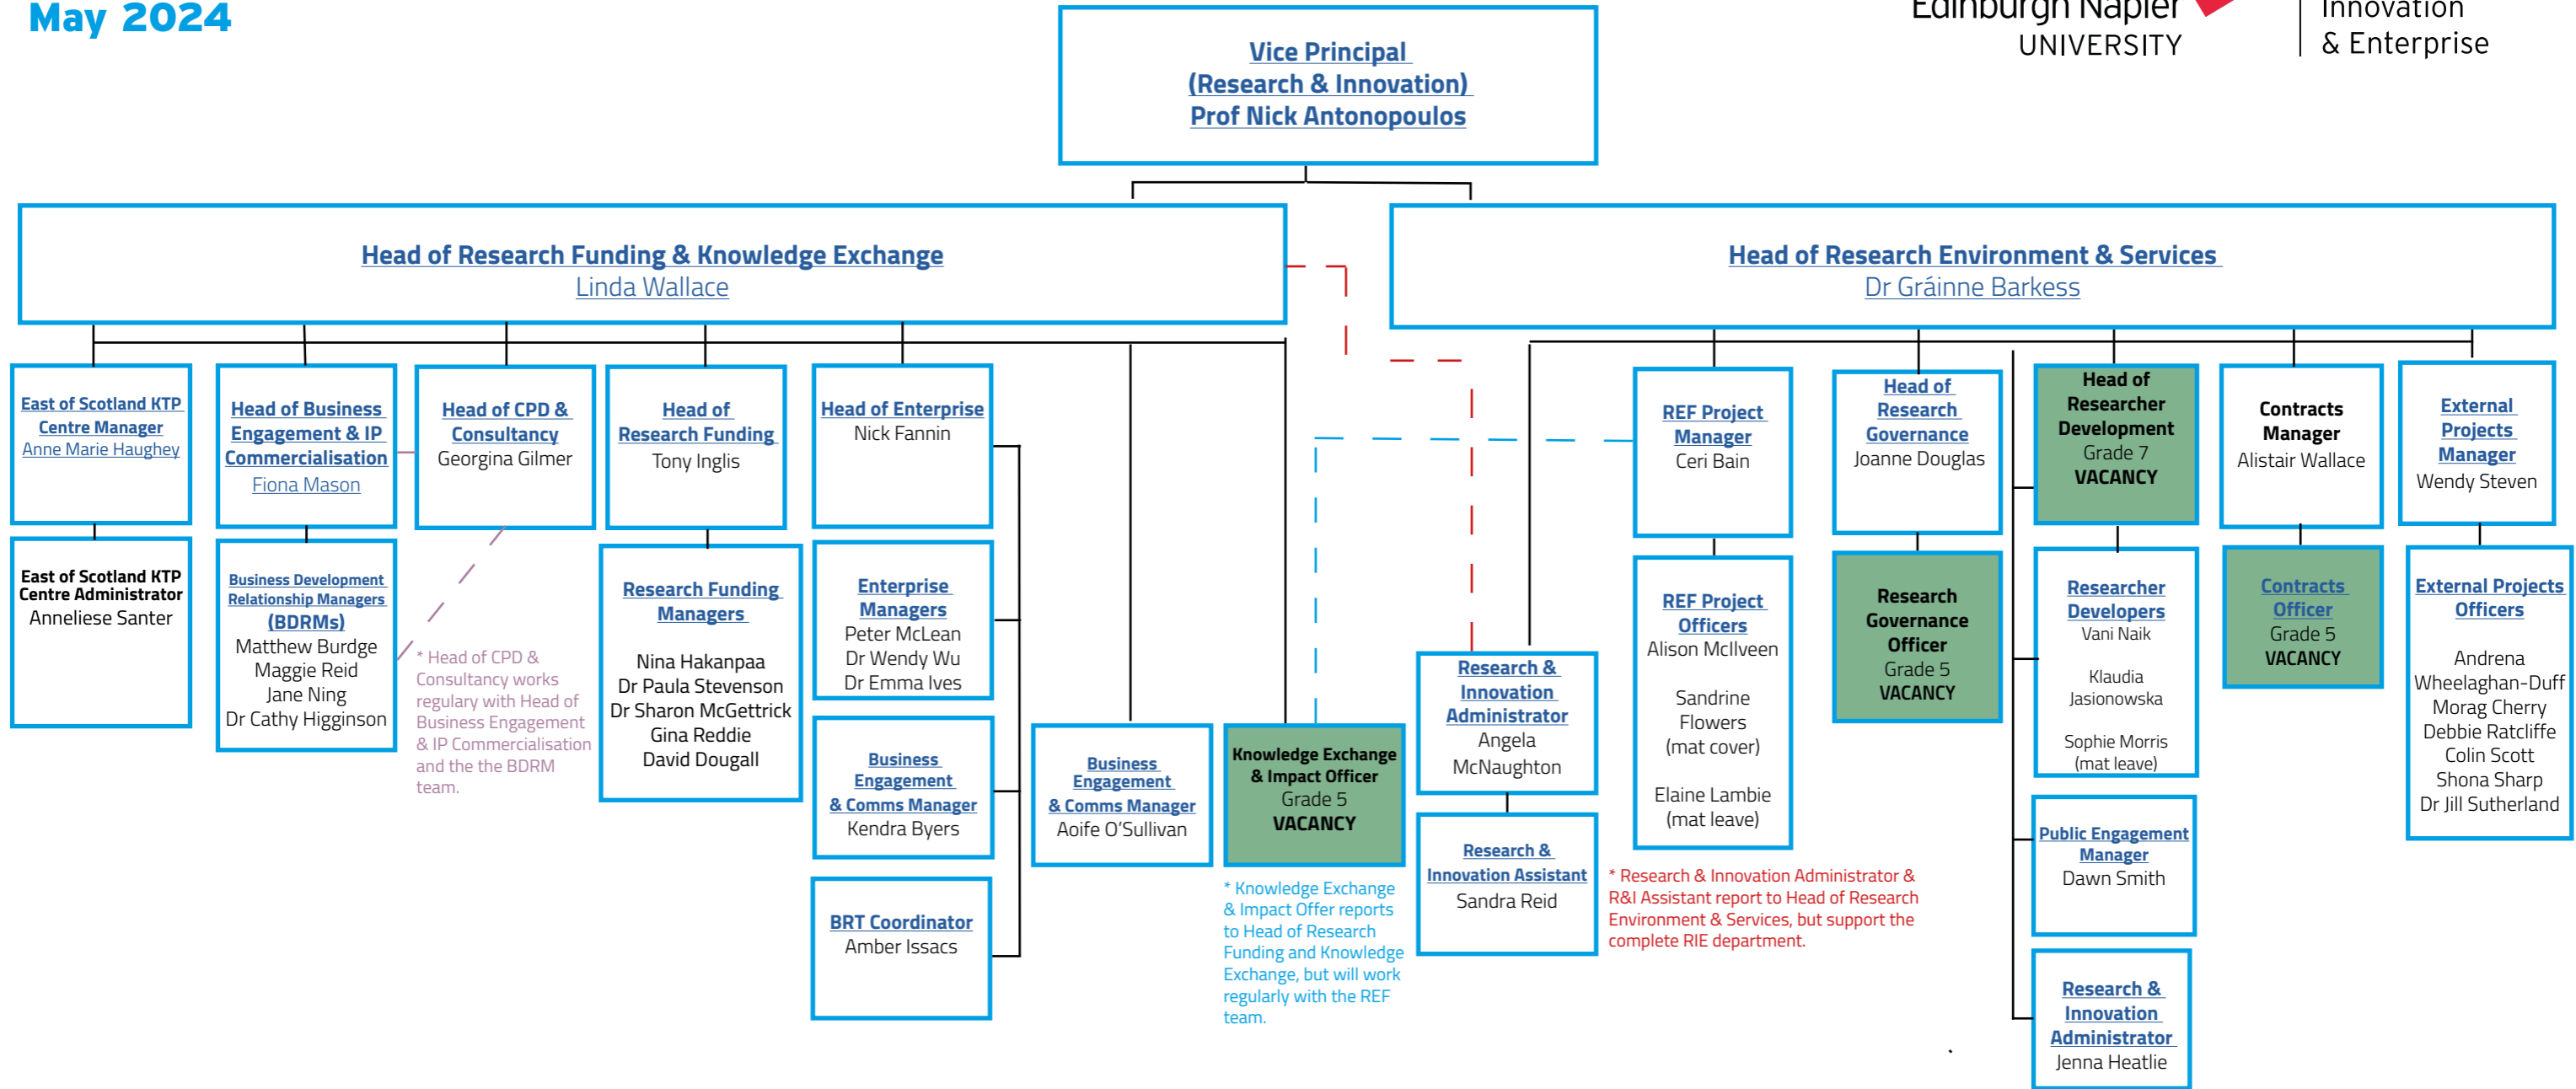 May 2024
Edinburgh Napier
UNIVERSITY
Innovation
& Enterprise
Vice Principal
(Research & Innovation)
Prof Nick Antonopoulos
Head of Research Funding & Knowledge Exchange
Linda Wallace
Head of Research Environment & Services
Dr Gráinne Barkess
East of Scotland KTP
Centre Manager
Anne Marie Haughey
Head of Business
Engagement & IP
Commercialisation
Fiona Mason
Head of CPD &
Consultancy
Georgina Gilmer
Head of
Research Funding
Tony Inglis
Head of Enterprise
Nick Fannin
REF Project
Manager
Ceri Bain
Head of
Research
Governance
Joanne Douglas
Head of
Researcher
Development
Grade 7
VACANCY
Contracts
Manager
Alistair Wallace
External
Projects
Manager
Wendy Steven
East of Scotland KTP
Centre Administrator
Anneliese Santer
Business Development
Relationship Managers
(BDRMs)
Matthew Burdge
Maggie Reid
Jane Ning
Dr Cathy Higginson
* Head of CPD &
Consultancy works
regulary with Head of
Business Engagement
& IP Commercialisation
and the the BDRM
team.
Research Funding
Managers
Nina Hakanpaa
Dr Paula Stevenson
Dr Sharon McGettrick
Gina Reddie
David Dougall
Enterprise
Managers
Peter McLean
Dr Wendy Wu
Dr Emma Ives
Business
Engagement
& Comms Manager
Kendra Byers
BRT Coordinator
Amber Issacs
Business
Engagement
& Comms Manager
Aoife O'Sullivan
Knowledge Exchange
& Impact Officer
Grade 5
VACANCY
* Knowledge Exchange
& Impact Offer reports
to Head of Research
Funding and Knowledge
Exchange, but will work
regularly with the REF
team.
Research &
Innovation
Administrator
Angela
McNaughton
Research &
Innovation Assistant
Sandra Reid
* Research & Innovation Administrator &
R&I Assistant report to Head of Research
Environment & Services, but support the
complete RIE department.
REF Project
Officers
Alison McIlveen
Sandrine
Flowers
(mat cover)
Elaine Lambie
(mat leave)
Research
Governance
Officer
Grade 5
VACANCY
Researcher
Developers
Vani Naik
Klaudia
Jasionowska
Sophie Morris
(mat leave)
Public Engagement
Manager
Dawn Smith
Research &
Innovation
Administrator
Jenna Heatlie
Contracts
Officer
Grade 5
VACANCY
External Projects
Officers
Andrena
Wheelaghan-Duff
Morag Cherry
Debbie Ratcliffe
Colin Scott
Shona Sharp
Dr Jill Sutherland